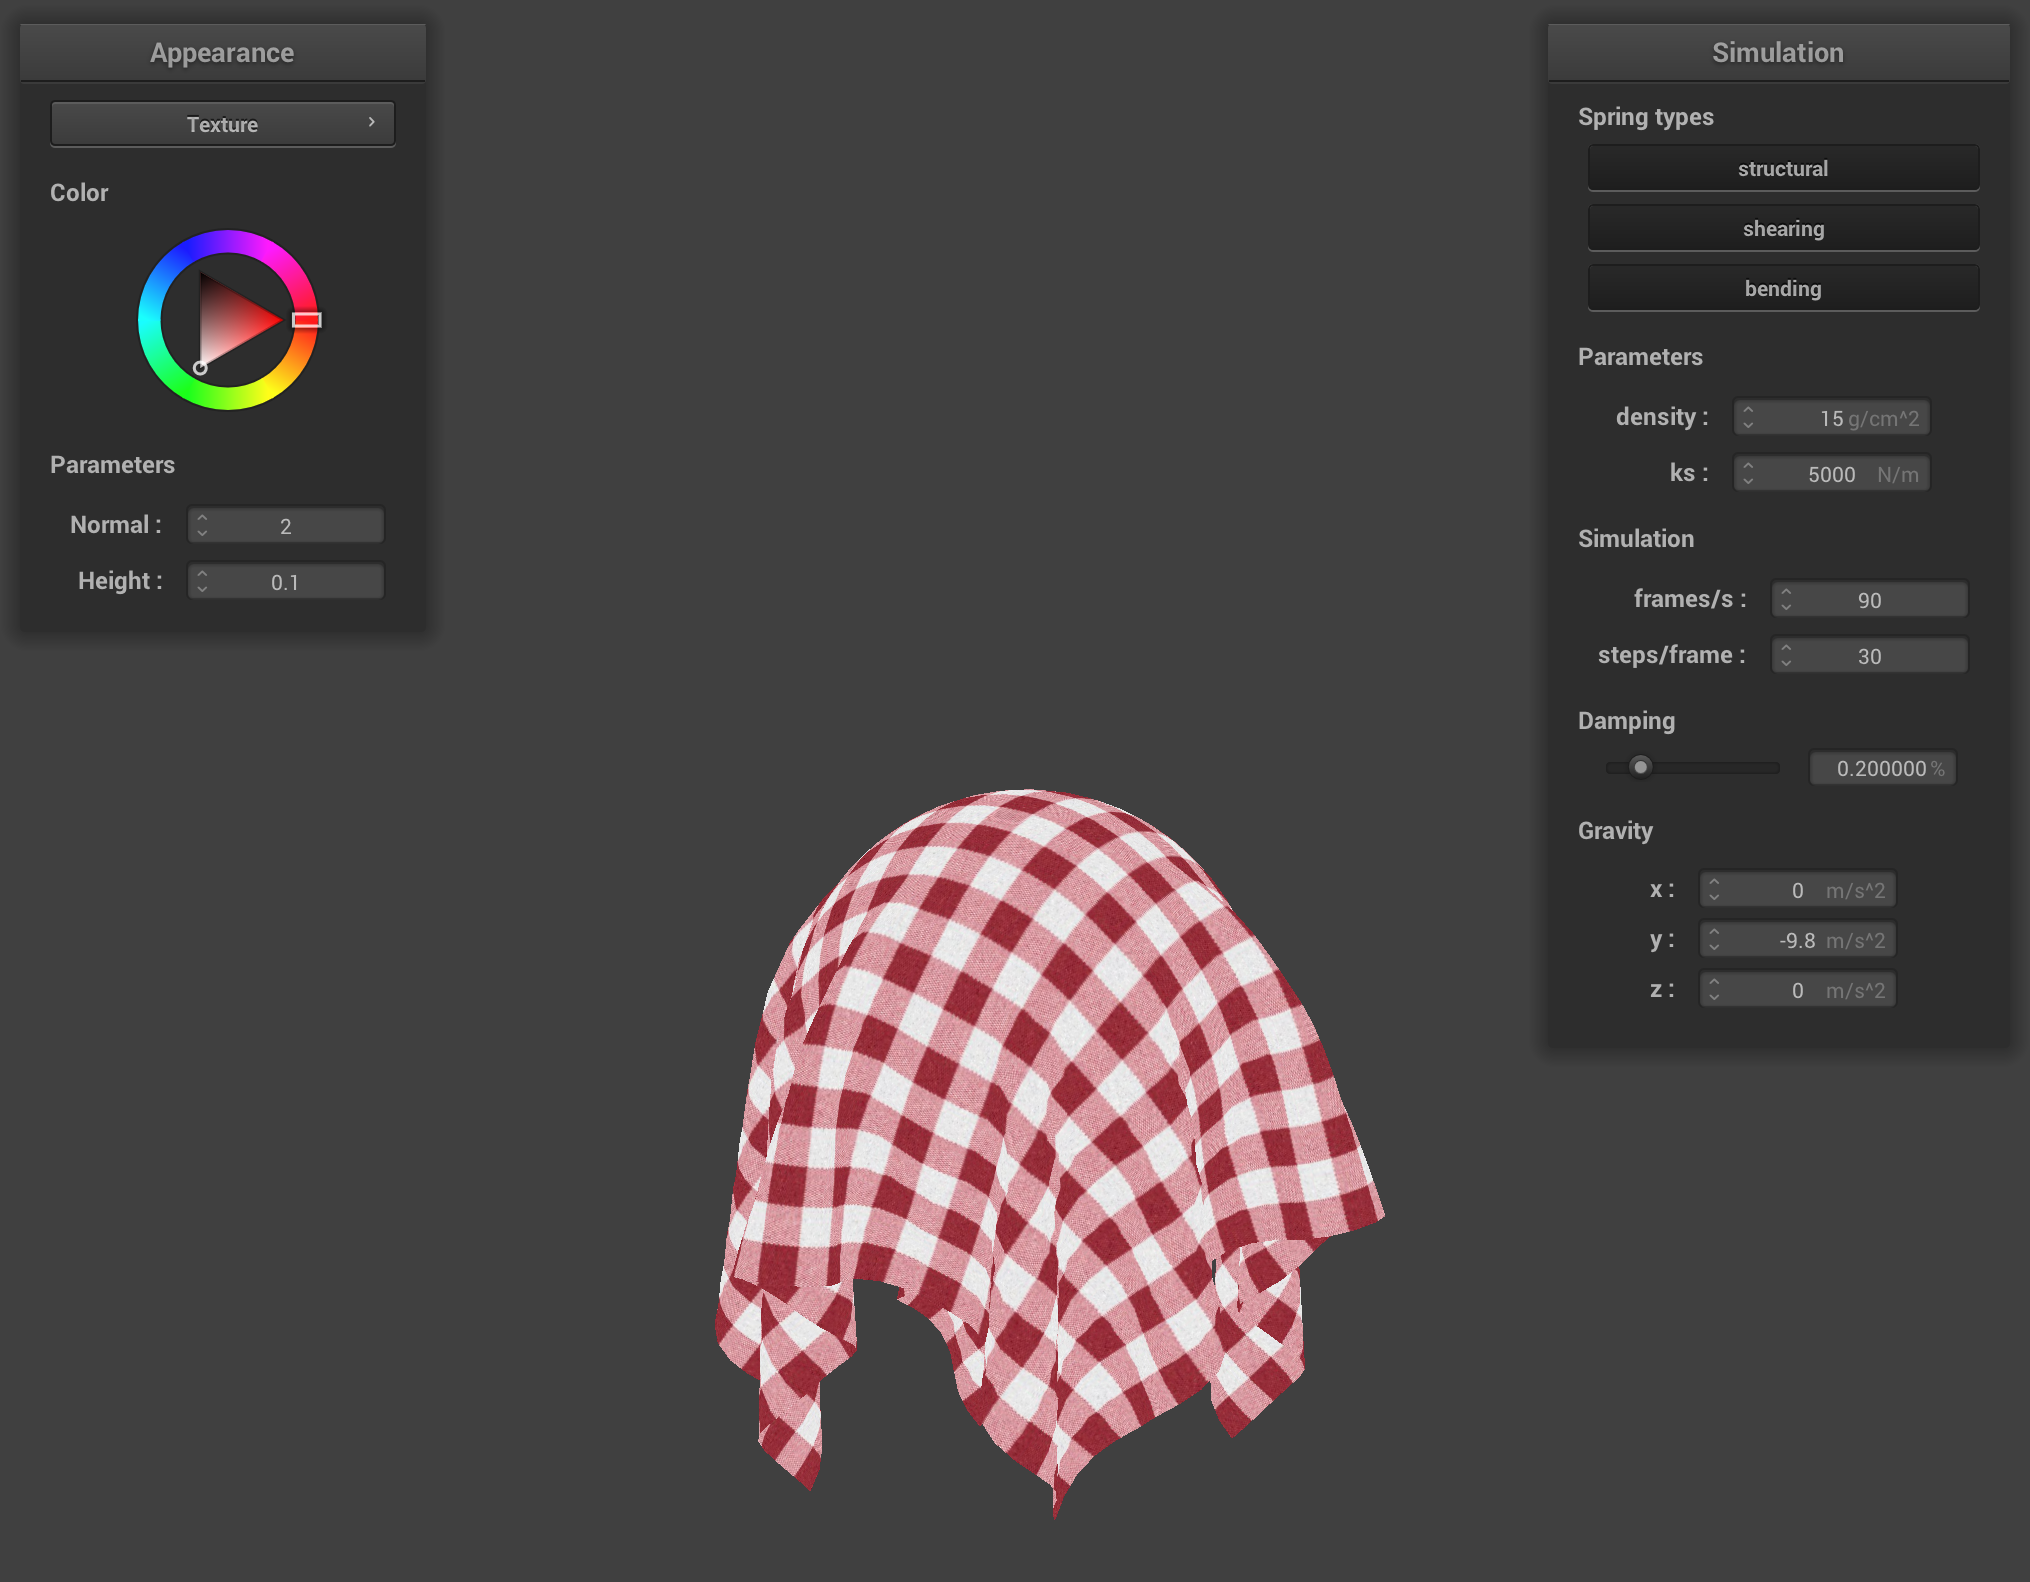 Appearance
Texture
Color
Parameters
Normal : 2
Height : 0.1
Simulation
Spring types
structural
shearing
bending
Parameters
density : 15 g/cm^2
ks : 5000 N/m
Simulation
frames/s : 90
steps/frame : 30
Damping
0.200000 %
Gravity
x : 0 m/s^2
y : -9.8 m/s^2
z : 0 m/s^2